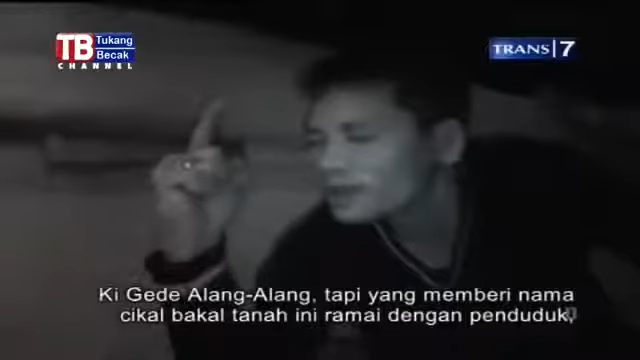 TB Tukang
Becak
CHANNEL
TRANS|7
Ki Gede Alang-Alang, tapi yang memberi nama
cikal bakal tanah ini ramai dengan penduduk,